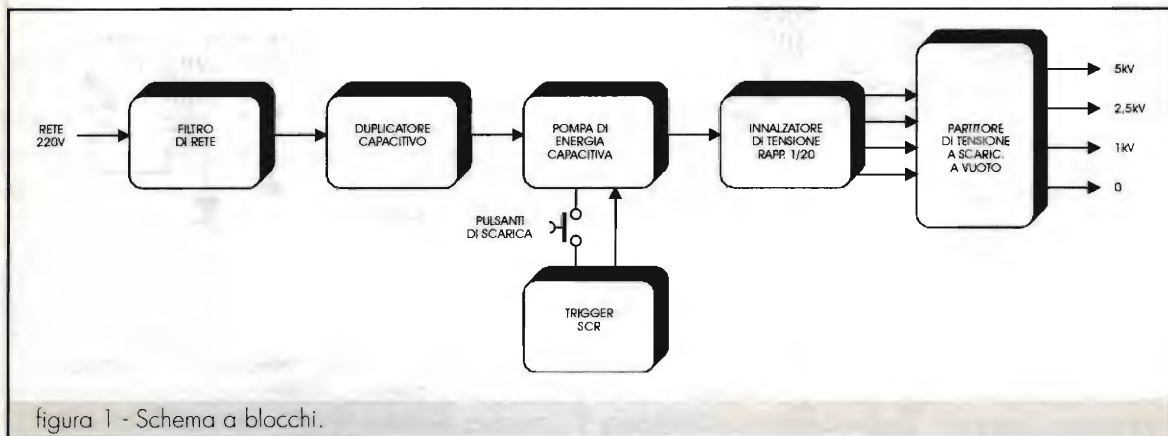 RETE
220V
FILTRO
DI RETE
DUPLICATORE
CAPACITIVO
POMPA DI
ENERGIA
CAPACITIVA
INNALZATORE
DI TENSIONE
RAPP. 1/20
PARTITORE
DI TENSIONE
A SCARIC.
A VUOTO
5kV
2,5kV
1kV
0
PULSANTI
DI SCARICA
TRIGGER
SCR
figura 1 - Schema a blocchi.